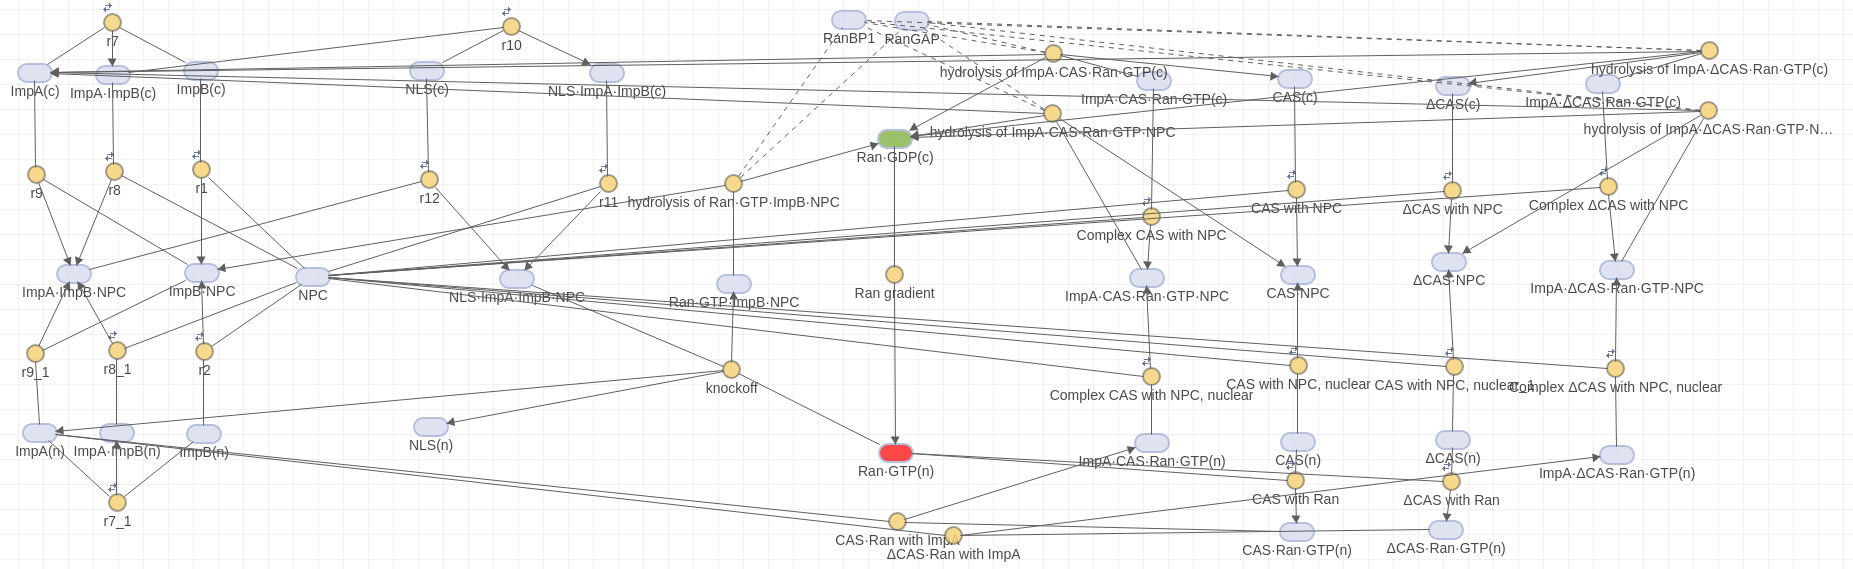 r7
r10
RanBP1
RanGAP
hydrolysis of ImpA·CAS·Ran·GTP(c)
hydrolysis of ImpA·ΔCAS·Ran·GTP(c)
ImpA(c)
ImpA·ImpB(c)
ImpB(c)
NLS(c)
NLS·ImpA·ImpB(c)
ImpA·CAS·Ran·GTP(c)
CAS(c)
ΔCAS(c)
ImpA·ΔCAS·Ran·GTP(c)
hydrolysis of ImpA·CAS·Ran·GTP·NPC
hydrolysis of ImpA·ΔCAS·Ran·GTP·N…
Ran·GDP(c)
r9
r8
r1
r12
r11
hydrolysis of Ran·GTP·ImpB·NPC
Complex CAS with NPC
CAS with NPC
ΔCAS with NPC
Complex ΔCAS with NPC
ImpA·ImpB·NPC
ImpB·NPC
NPC
NLS·ImpA·ImpB·NPC
Ran·GTP·ImpB·NPC
Ran gradient
ImpA·CAS·Ran·GTP·NPC
CAS·NPC
ΔCAS·NPC
ImpA·ΔCAS·Ran·GTP·NPC
r9_1
r8_1
r2
knockoff
Complex CAS with NPC, nuclear
CAS with NPC, nuclear
CAS with NPC, nuclear_1
Complex ΔCAS with NPC, nuclear
ImpA(n)
ImpA·ImpB(n)
ImpB(n)
NLS(n)
Ran·GTP(n)
ImpA·CAS·Ran·GTP(n)
CAS(n)
ΔCAS(n)
ImpA·ΔCAS·Ran·GTP(n)
r7_1
CAS with Ran
ΔCAS with Ran
CAS·Ran with ImpA
ΔCAS·Ran with ImpA
CAS·Ran·GTP(n)
ΔCAS·Ran·GTP(n)